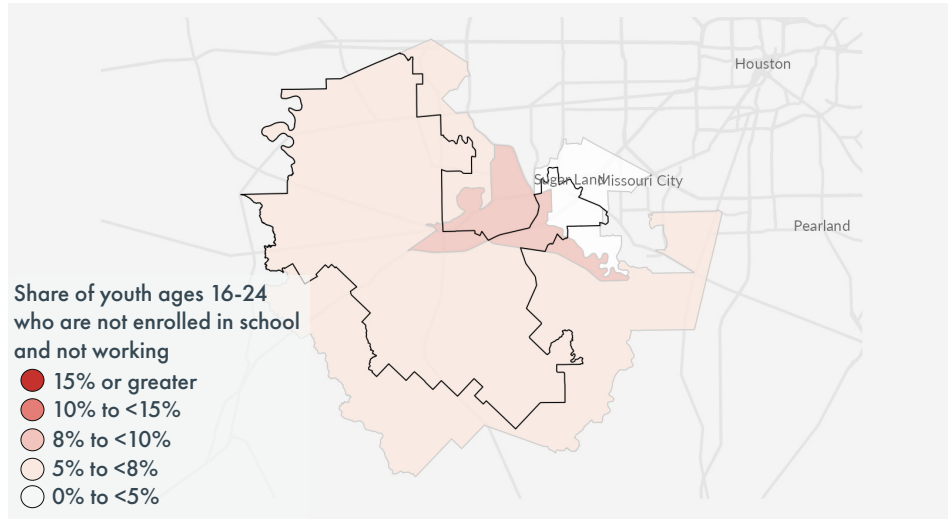 Houston
Sugar Land
Missouri City
Pearland
Share of youth ages 16-24
who are not enrolled in school
and not working
15% or greater
10% to <15%
8% to <10%
5% to <8%
0% to <5%